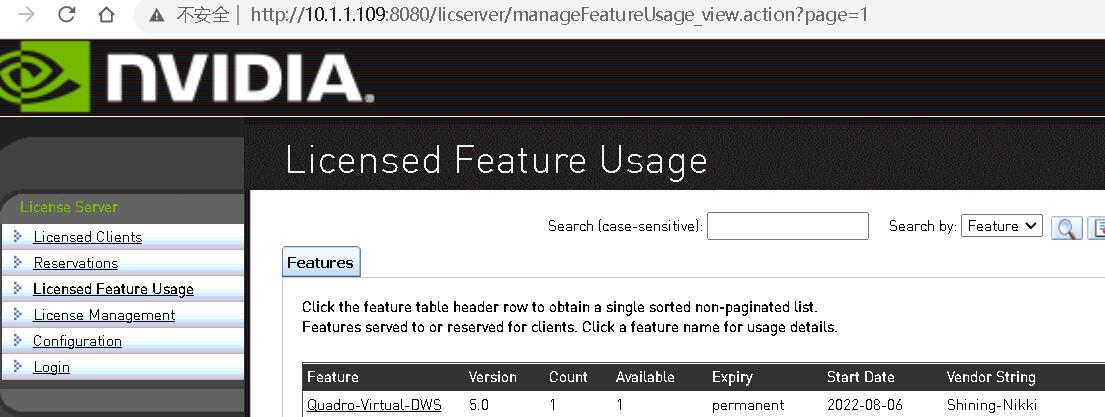 不安全 | http://10.1.1.109:8080/licserver/manageFeatureUsage_view.action?page=1
NVIDIA.
Licensed Feature Usage
License Server
Licensed Clients
Reservations
Licensed Feature Usage
License Management
Configuration
Login
Search (case-sensitive): Search by: Feature
Features
Click the feature table header row to obtain a single sorted non-paginated list.
Features served to or reserved for clients. Click a feature name for usage details.
Feature Version Count Available Expiry Start Date Vendor String
Quadro-Virtual-DWS 5.0 1 1 permanent 2022-08-06 Shining-Nikki